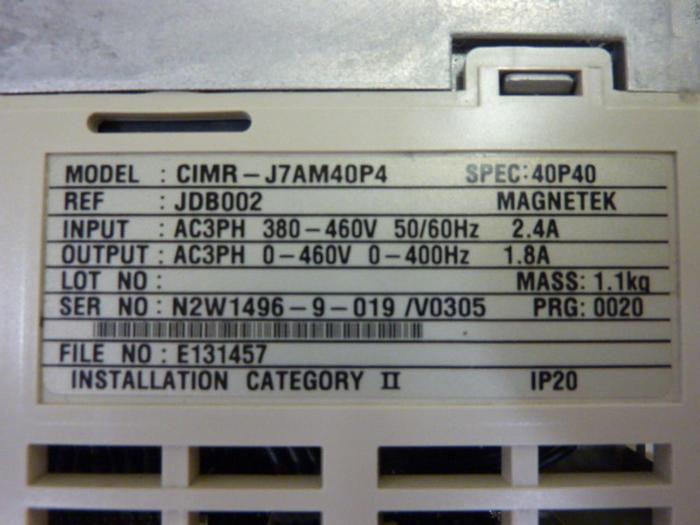 MODEL : CIMR-J7AM40P4 SPEC:40P40
REF : JDB002 MAGNETEK
INPUT : AC3PH 380-460V 50/60Hz 2.4A
OUTPUT : AC3PH 0-460V 0-400Hz 1.8A
LOT NO : MASS: 1.1kg
SER NO : N2W1496-9-019 /V0305 PRG: 0020
FILE NO : E131457
INSTALLATION CATEGORY II IP20